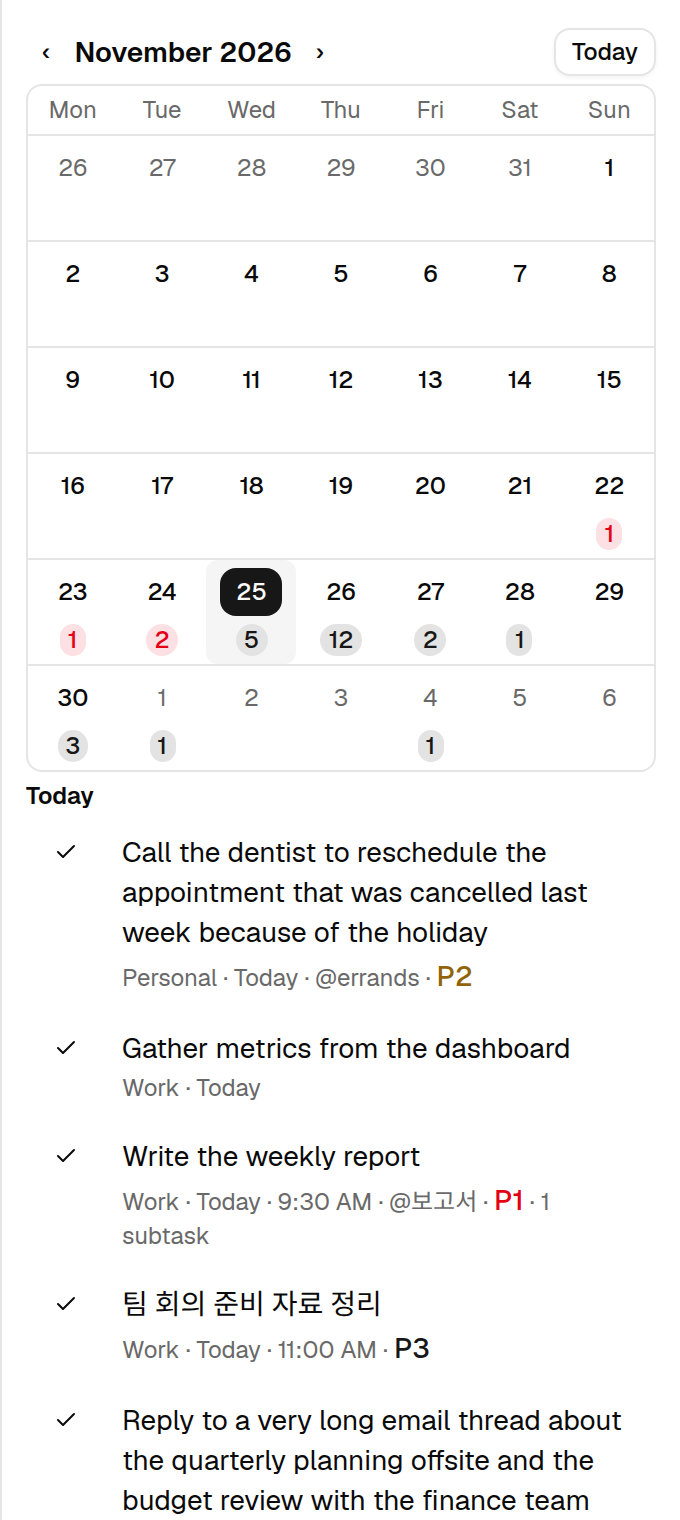 ‹ November 2026 › Today
Mon Tue Wed Thu Fri Sat Sun
26 27 28 29 30 31 1
2 3 4 5 6 7 8
9 10 11 12 13 14 15
16 17 18 19 20 21 22
1
23 24 25 26 27 28 29
1 2 5 12 2 1
30 1 2 3 4 5 6
3 1 1
Today
Call the dentist to reschedule the
appointment that was cancelled last
week because of the holiday
Personal · Today · @errands · P2
Gather metrics from the dashboard
Work · Today
Write the weekly report
Work · Today · 9:30 AM · @보고서 · P1 · 1
subtask
팀 회의 준비 자료 정리
Work · Today · 11:00 AM · P3
Reply to a very long email thread about
the quarterly planning offsite and the
budget review with the finance team